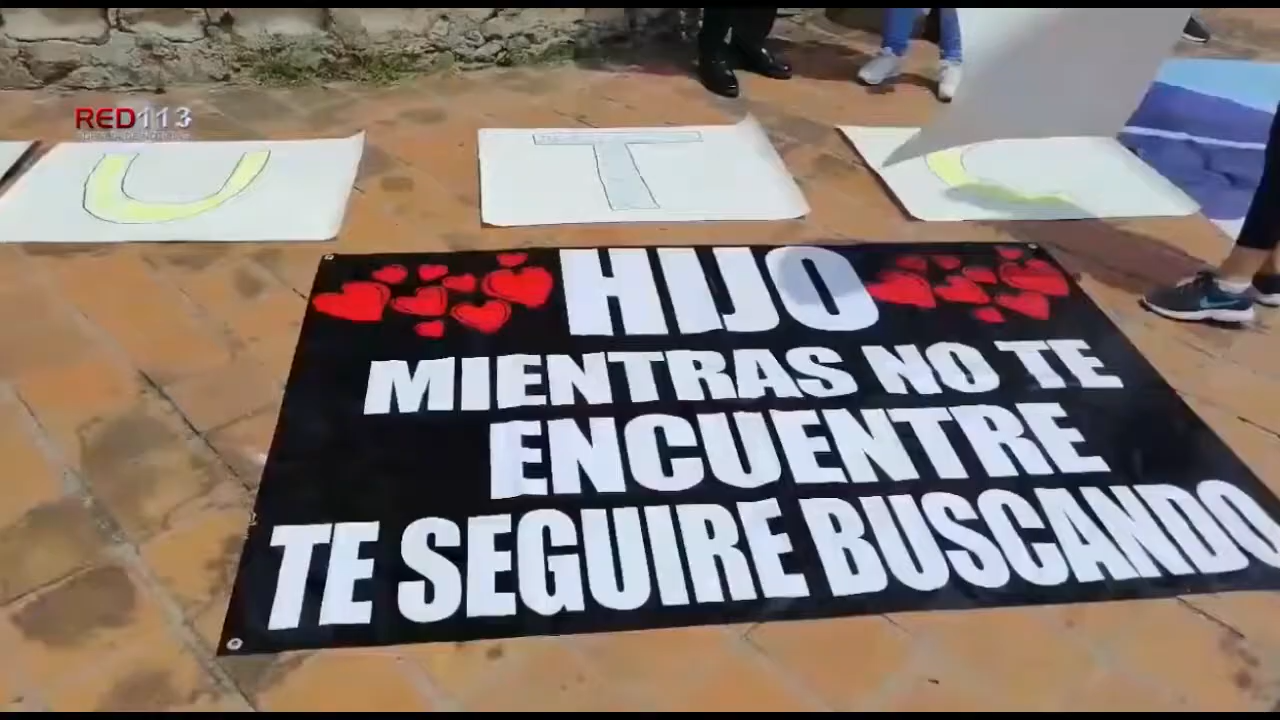 RED113
U T C
HIJO
MIENTRAS NO TE
ENCUENTRE
TE SEGUIRE BUSCANDO